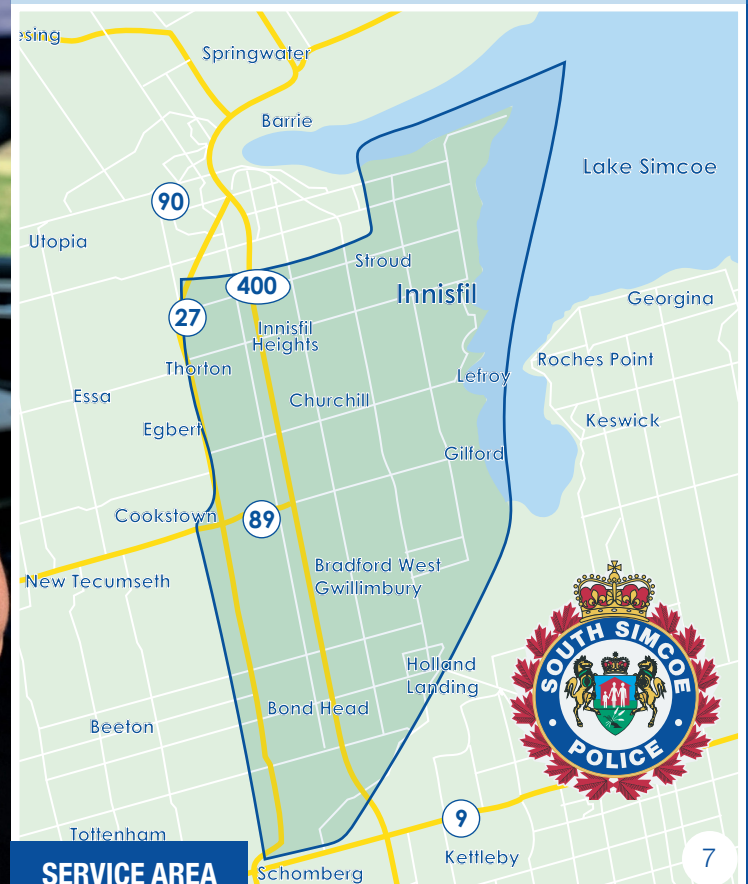 esing
Springwater
Barrie
Lake Simcoe
90
Utopia
Stroud
400
Innisfil
Georgina
27
Innisfil
Heights
Roches Point
Thorton
Lefroy
Essa
Churchill
Keswick
Egbert
Gilford
Cookstown
89
Bradford West
Gwillimbury
New Tecumseth
SOUTH SIMCOE
POLICE
Holland
Landing
Bond Head
Beeton
9
Tottenham
Kettleby
7
SERVICE AREA
Schomberg